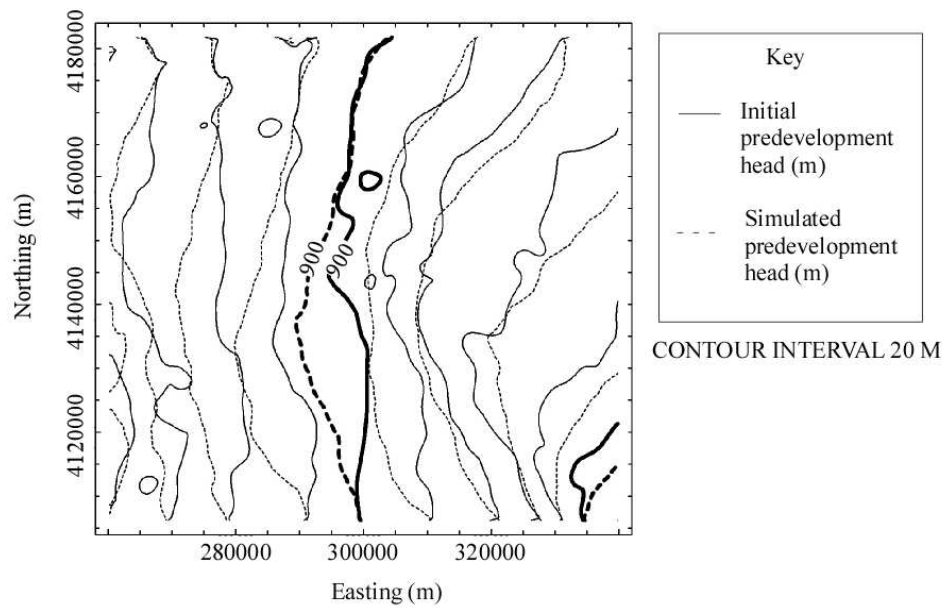 4180000
4160000
4140000
4120000
Northing (m)
900
900
280000
300000
320000
Easting (m)
Key
Initial
predevelopment
head (m)
Simulated
predevelopment
head (m)
CONTOUR INTERVAL 20 M